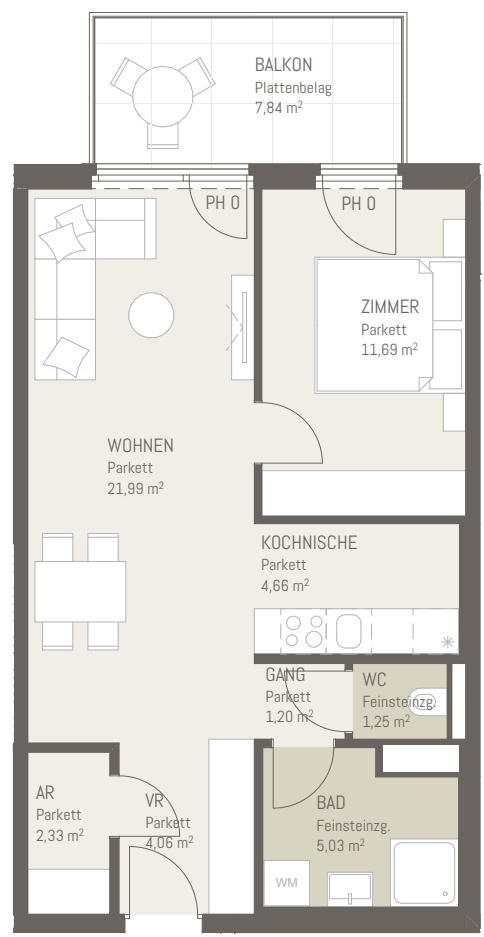 BALKON
Plattenbelag
7,84 m²
PH 0
PH 0
ZIMMER
Parkett
11,69 m²
WOHNEN
Parkett
21,99 m²
KOCHNISCHE
Parkett
4,66 m²
GANG
Parkett
1,20 m²
WC
Feinsteinzg.
1,25 m²
AR
Parkett
2,33 m²
VR
Parkett
4,06 m²
BAD
Feinsteinzg.
5,03 m²
WM